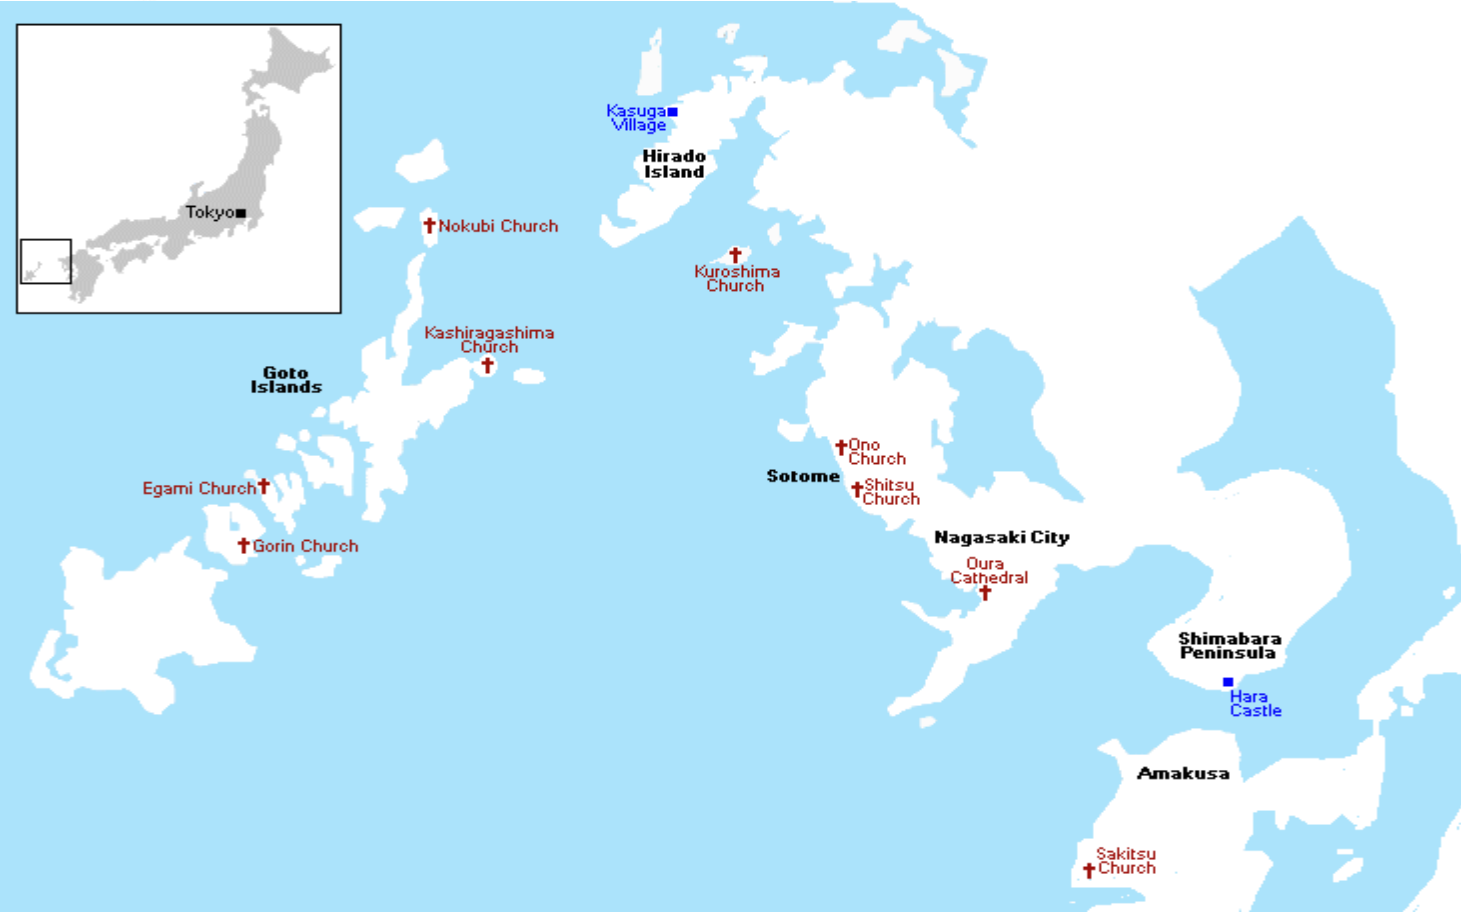 Tokyo
Kasuga
Village
Hirado
Island
Nokubi Church
Kuroshima
Church
Kashiragashima
Church
Goto
Islands
Ono
Church
Sotome
Shitsu
Church
Egami Church
Gorin Church
Nagasaki City
Oura
Cathedral
Shimabara
Peninsula
Hara
Castle
Amakusa
Sakitsu
Church